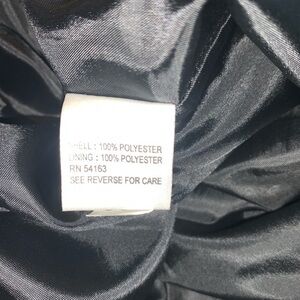 SHELL : 100% POLYESTER
LINING : 100% POLYESTER
RN 54163
SEE REVERSE FOR CARE